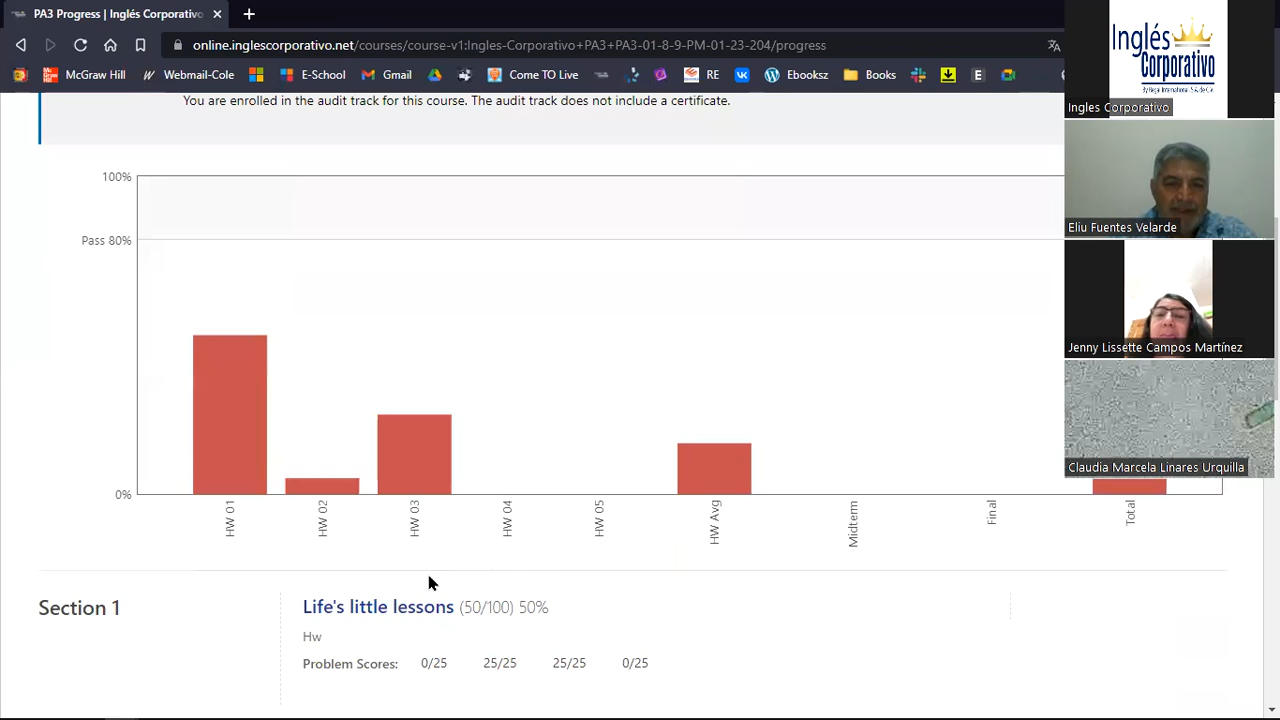 PA3 Progress | Inglés Corporativo
online.inglescorporativo.net/courses/course-v1:Ingles-Corporativo+PA3+PA3-01-8-9-PM-01-23-204/progress
McGraw Hill
Webmail-Cole
E-School
Gmail
Come TO Live
RE
Ebooksz
Books
E
You are enrolled in the audit track for this course. The audit track does not include a certificate.
100%
Pass 80%
0%
HW 01
HW 02
HW 03
HW 04
HW 05
HW Avg
Midterm
Final
Total
Section 1
Life's little lessons (50/100) 50%
Hw
Problem Scores: 0/25 25/25 25/25 0/25
Inglés
Corporativo
By Regal International, S.A. de C.V.
Ingles Corporativo
Eliu Fuentes Velarde
Jenny Lissette Campos Martínez
Claudia Marcela Linares Urquilla